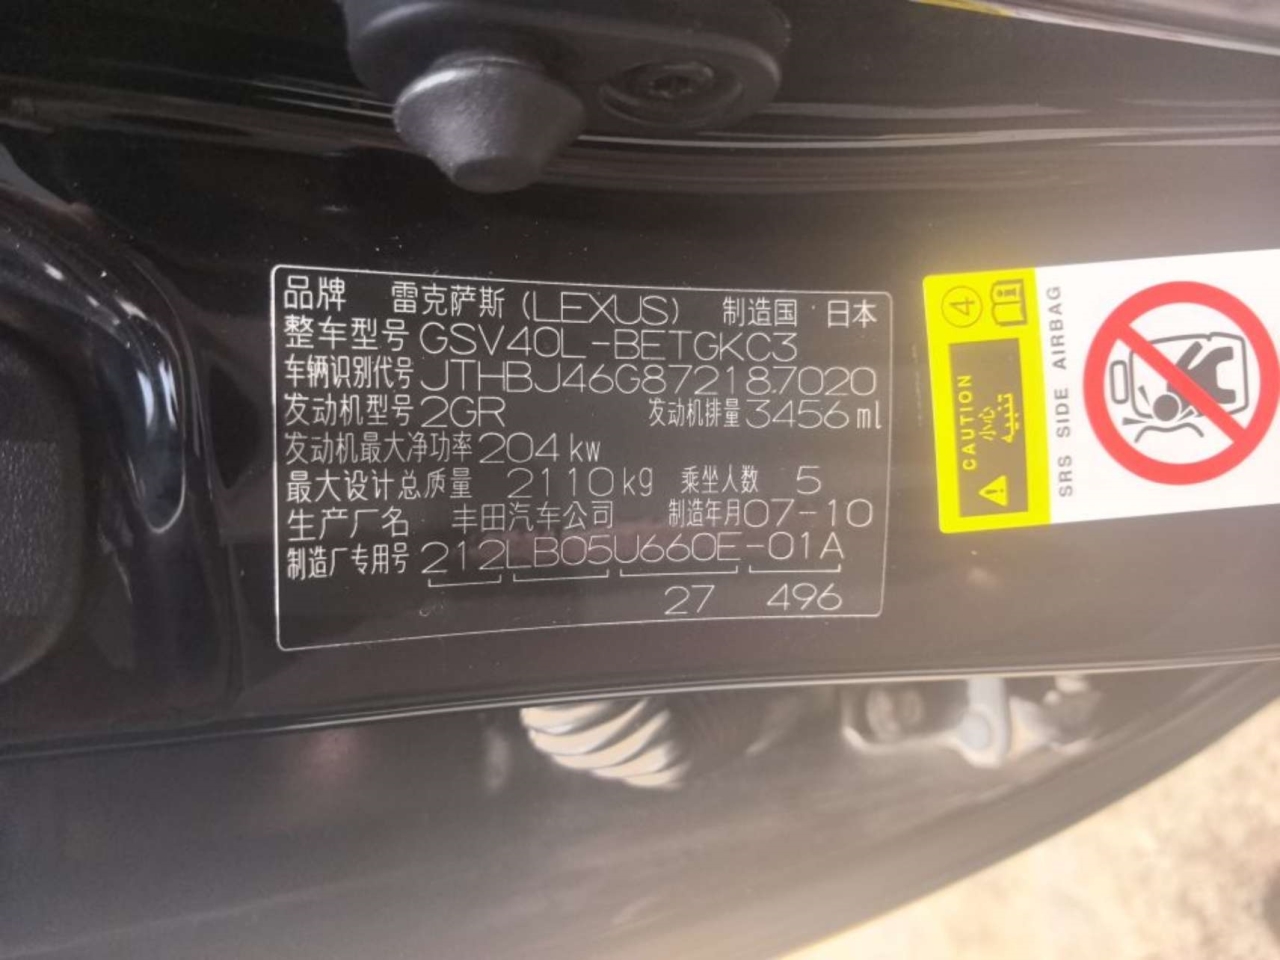 品牌 雷克萨斯(LEXUS) 制造国 日本
整车型号 GSV40L-BETGKC3
车辆识别代号 JTHBJ46G872187020
发动机型号 2GR 发动机排量 3456ml
发动机最大净功率 204kw
最大设计总质量 2110kg 乘坐人数 5
生产厂名 丰田汽车公司 制造年月 07-10
制造厂专用号 212LB05U660E-01A
27 496
4
CAUTION
小心
تنبيه
SRS SIDE AIRBAG